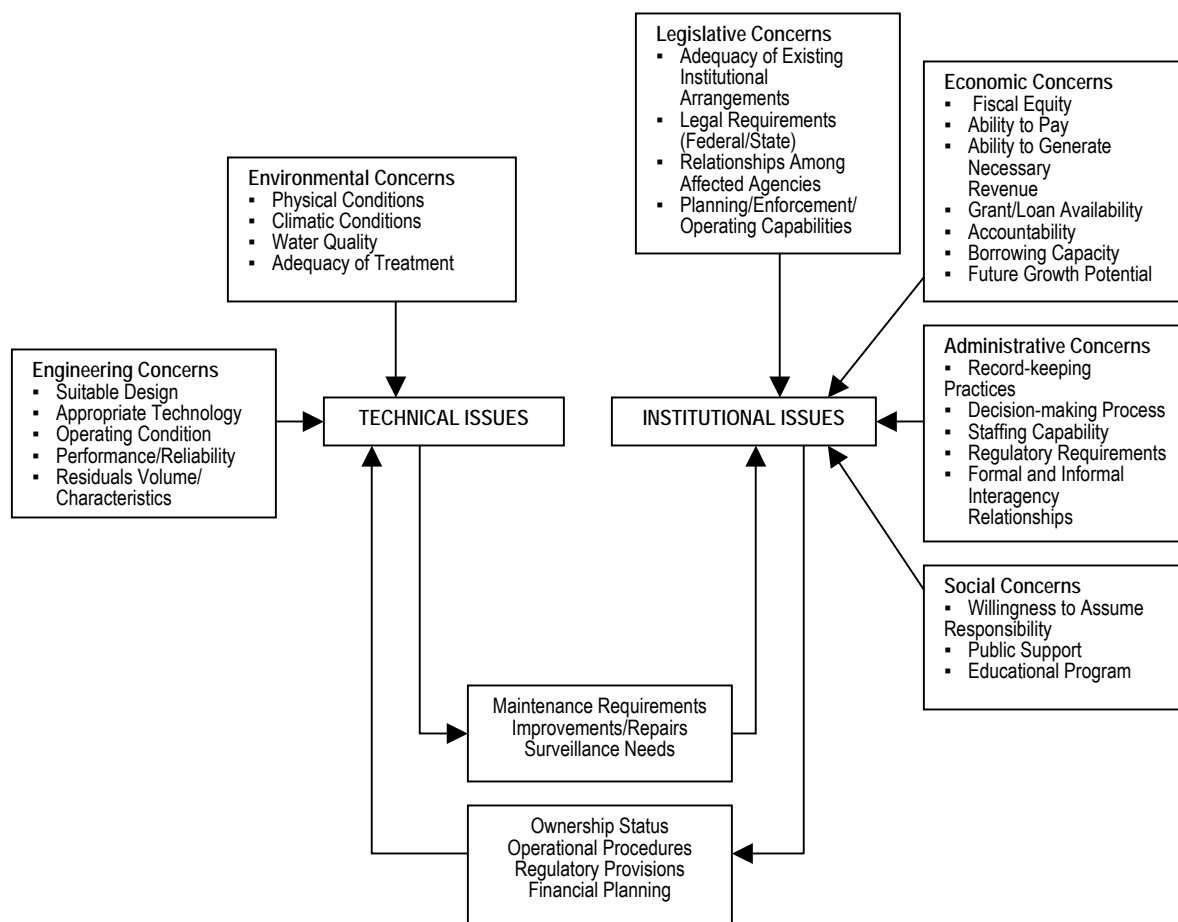 Legislative Concerns
▪ Adequacy of Existing
Institutional
Arrangements
▪ Legal Requirements
(Federal/State)
▪ Relationships Among
Affected Agencies
▪ Planning/Enforcement/
Operating Capabilities
Economic Concerns
▪ Fiscal Equity
▪ Ability to Pay
▪ Ability to Generate
Necessary
Revenue
▪ Grant/Loan Availability
▪ Accountability
▪ Borrowing Capacity
▪ Future Growth Potential
Environmental Concerns
▪ Physical Conditions
▪ Climatic Conditions
▪ Water Quality
▪ Adequacy of Treatment
Engineering Concerns
▪ Suitable Design
▪ Appropriate Technology
▪ Operating Condition
▪ Performance/Reliability
▪ Residuals Volume/
Characteristics
TECHNICAL ISSUES
INSTITUTIONAL ISSUES
Administrative Concerns
▪ Record-keeping
Practices
▪ Decision-making Process
▪ Staffing Capability
▪ Regulatory Requirements
▪ Formal and Informal
Interagency
Relationships
Social Concerns
▪ Willingness to Assume
Responsibility
▪ Public Support
▪ Educational Program
Maintenance Requirements
Improvements/Repairs
Surveillance Needs
Ownership Status
Operational Procedures
Regulatory Provisions
Financial Planning